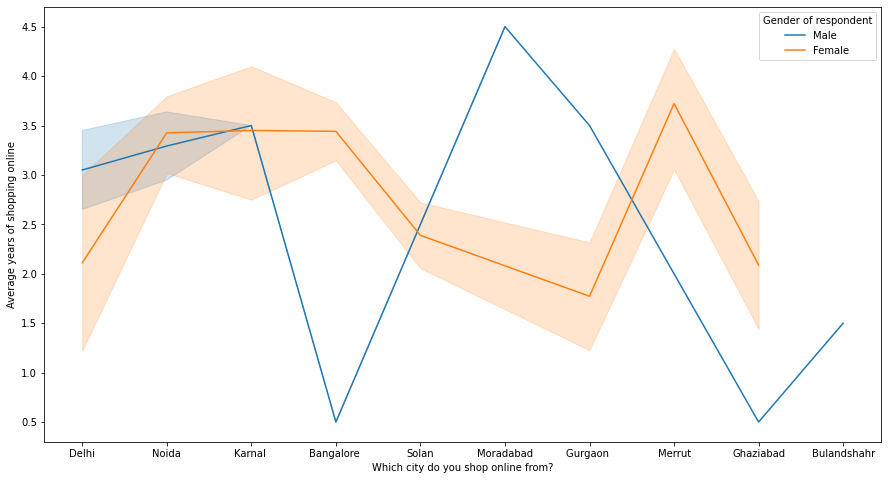 Gender of respondent
Male
Female
4.5
4.0
3.5
3.0
2.5
2.0
1.5
1.0
0.5
Average years of shopping online
Delhi Noida Karnal Bangalore Solan Moradabad Gurgaon Merrut Ghaziabad Bulandshahr
Which city do you shop online from?